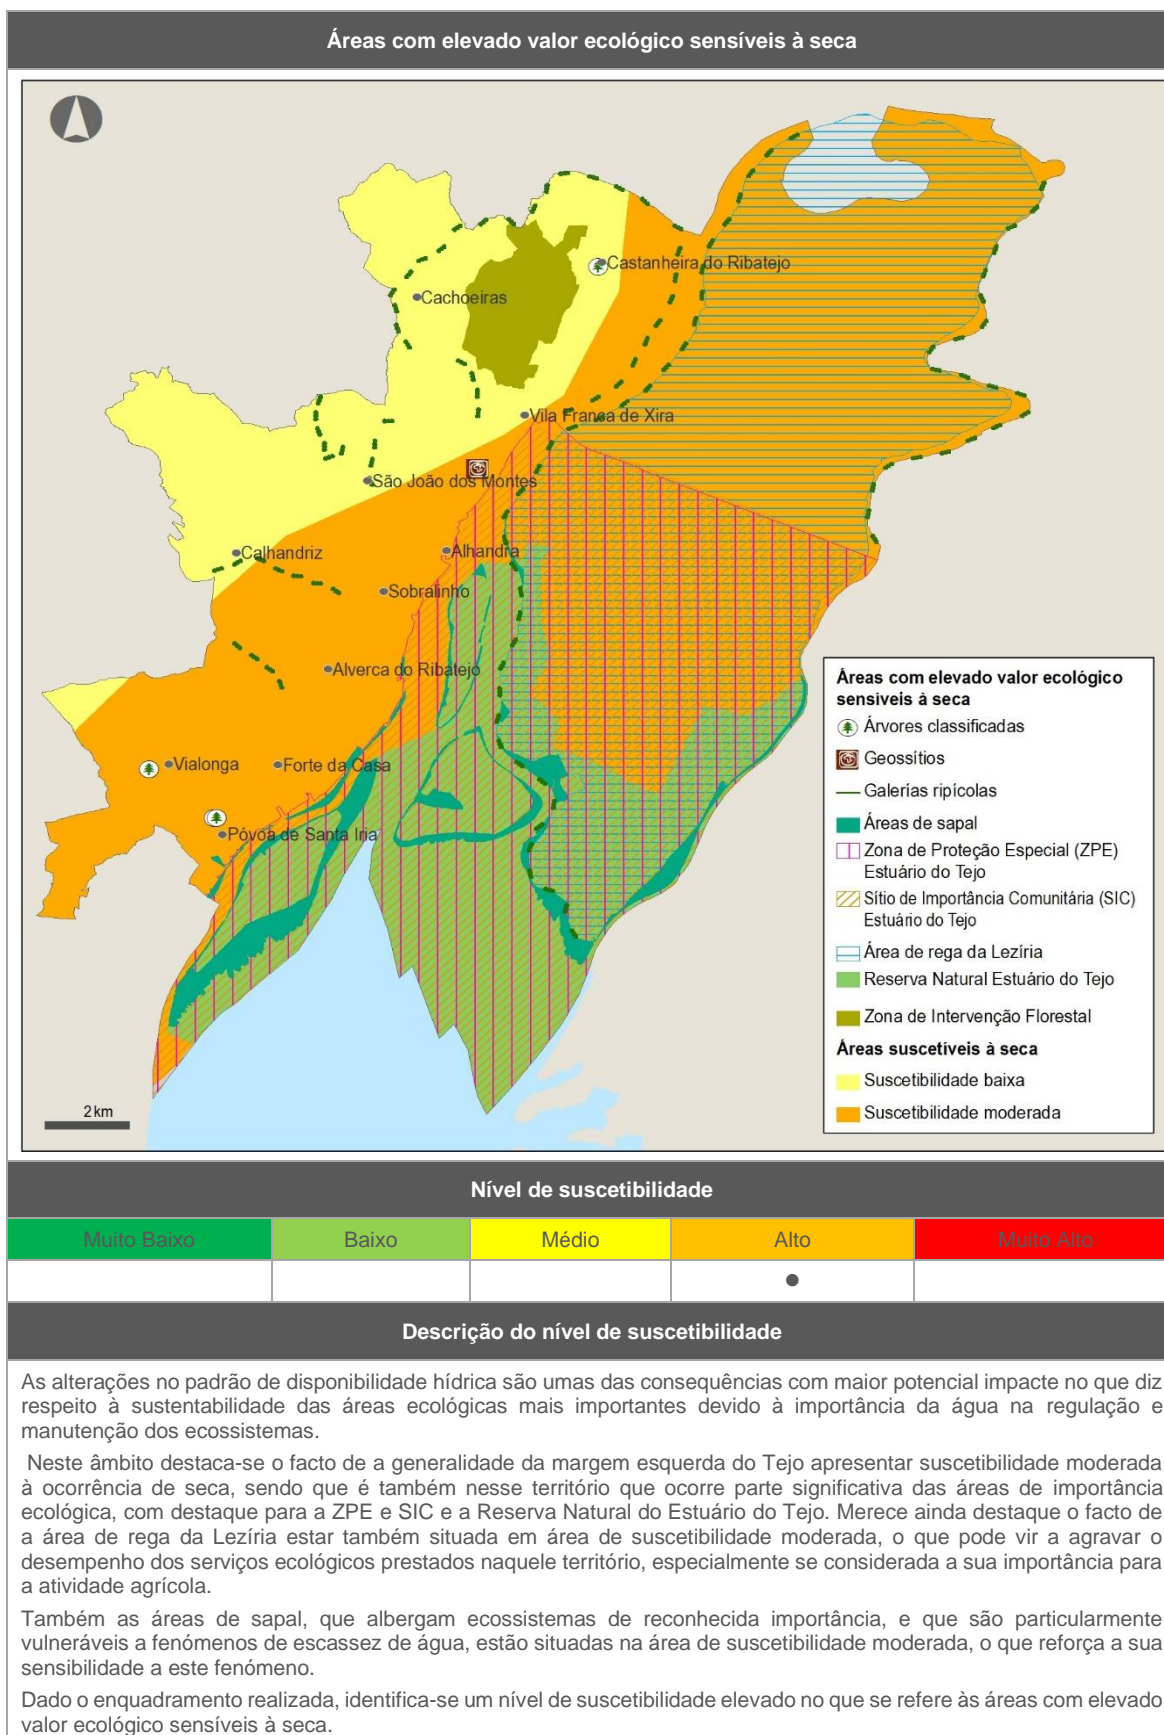 Áreas com elevado valor ecológico sensíveis à seca
Castanheira do Ribatejo
Cachoeiras
Vila Franca de Xira
São João dos Montes
Calhandriz
Alhandra
Sobralinho
Alverca do Ribatejo
Vialonga
Forte da Casa
Póvoa de Santa Iria
2 km
Áreas com elevado valor ecológico
sensíveis à seca
Árvores classificadas
Geossítios
Galerías ripícolas
Áreas de sapal
Zona de Proteção Especial (ZPE)
Estuário do Tejo
Sítio de Importância Comunitária (SIC)
Estuário do Tejo
Área de rega da Lezíria
Reserva Natural Estuário do Tejo
Zona de Intervenção Florestal
Áreas suscetíveis à seca
Suscetibilidade baixa
Suscetibilidade moderada
Nível de suscetibilidade
Muito Baixo Baixo Médio Alto Muito Alto
Descrição do nível de suscetibilidade
As alterações no padrão de disponibilidade hídrica são umas das consequências com maior potencial impacte no que diz
respeito à sustentabilidade das áreas ecológicas mais importantes devido à importância da água na regulação e
manutenção dos ecossistemas.
Neste âmbito destaca-se o facto de a generalidade da margem esquerda do Tejo apresentar suscetibilidade moderada
à ocorrência de seca, sendo que é também nesse território que ocorre parte significativa das áreas de importância
ecológica, com destaque para a ZPE e SIC e a Reserva Natural do Estuário do Tejo. Merece ainda destaque o facto de
a área de rega da Lezíria estar também situada em área de suscetibilidade moderada, o que pode vir a agravar o
desempenho dos serviços ecológicos prestados naquele território, especialmente se considerada a sua importância para
a atividade agrícola.
Também as áreas de sapal, que albergam ecossistemas de reconhecida importância, e que são particularmente
vulneráveis a fenómenos de escassez de água, estão situadas na área de suscetibilidade moderada, o que reforça a sua
sensibilidade a este fenómeno.
Dado o enquadramento realizada, identifica-se um nível de suscetibilidade elevado no que se refere às áreas com elevado
valor ecológico sensíveis à seca.